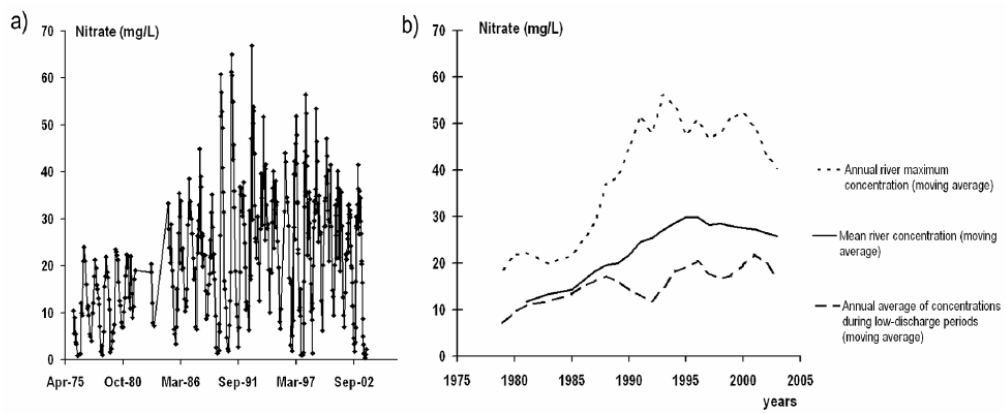 a)
Nitrate (mg/L)
70
60
50
40
30
20
10
0
Apr-75 Oct-80 Mar-86 Sep-91 Mar-97 Sep-02
b)
Nitrate (mg/L)
70
60
50
40
30
20
10
0
1975 1980 1985 1990 1995 2000 2005
years
Annual river maximum
concentration (moving average)
Mean river concentration (moving
average)
Annual average of concentrations
during low-discharge periods
(moving average)